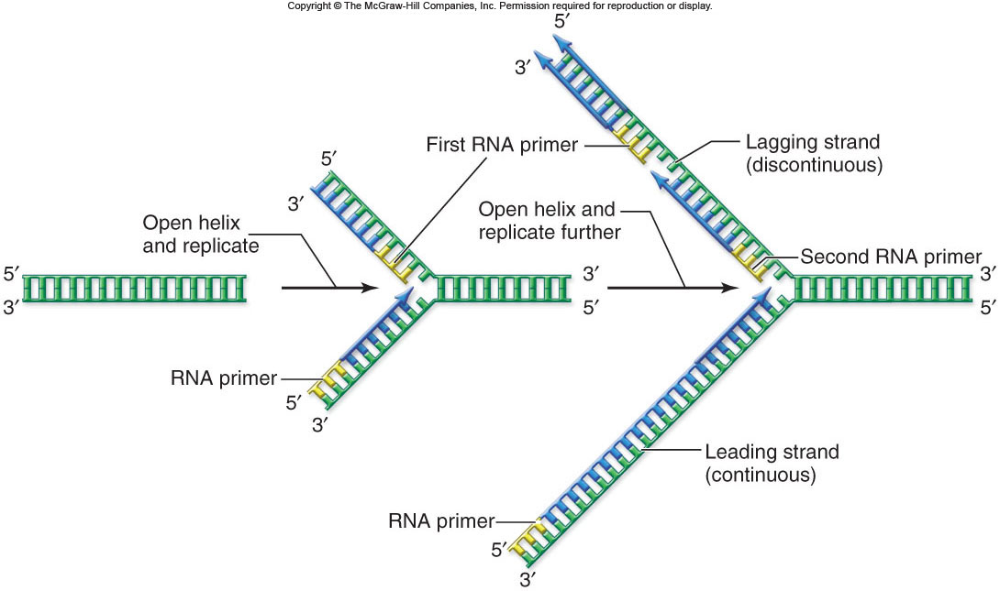 Copyright © The McGraw-Hill Companies, Inc. Permission required for reproduction or display.
5′
3′
First RNA primer
Lagging strand
(discontinuous)
5′
3′
Open helix
and replicate
Open helix and
replicate further
Second RNA primer
5′
3′
3′
5′
3′
5′
RNA primer
5′
3′
Leading strand
(continuous)
RNA primer
5′
3′